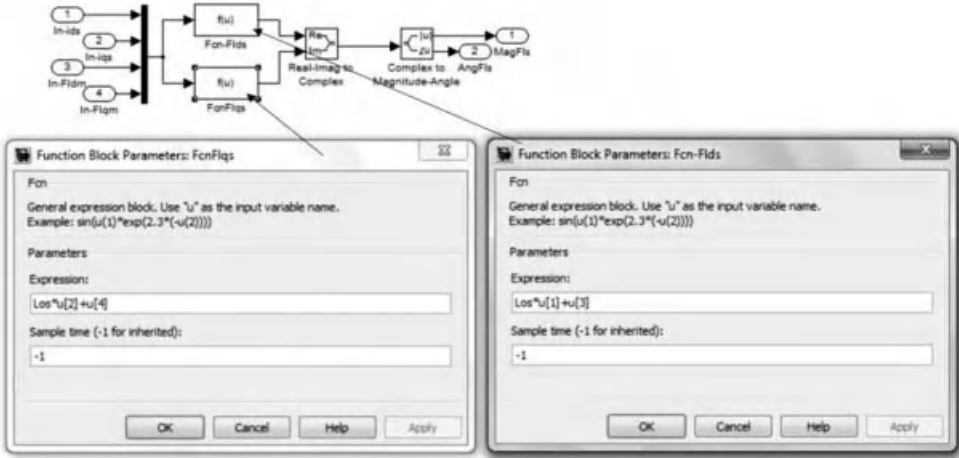 1
In-ids
2
In-iqs
3
In-Fldm
4
In-Flqm
f(u)
Fcn-Flds
f(u)
FcnFlqs
Re
Im
Real-Imag to
Complex
|u|
∠u
Complex to
Magnitude-Angle
1
MagFls
2
AngFls
Function Block Parameters: FcnFlqs
Fcn
General expression block. Use "u" as the input variable name.
Example: sin(u(1)*exp(2.3*(-u(2))))
Parameters
Expression:
Los*u[2]+u[4]
Sample time (-1 for inherited):
-1
OK
Cancel
Help
Apply
Function Block Parameters: Fcn-Flds
Fcn
General expression block. Use "u" as the input variable name.
Example: sin(u(1)*exp(2.3*(-u(2))))
Parameters
Expression:
Los*u[1]+u[3]
Sample time (-1 for inherited):
-1
OK
Cancel
Help
Apply